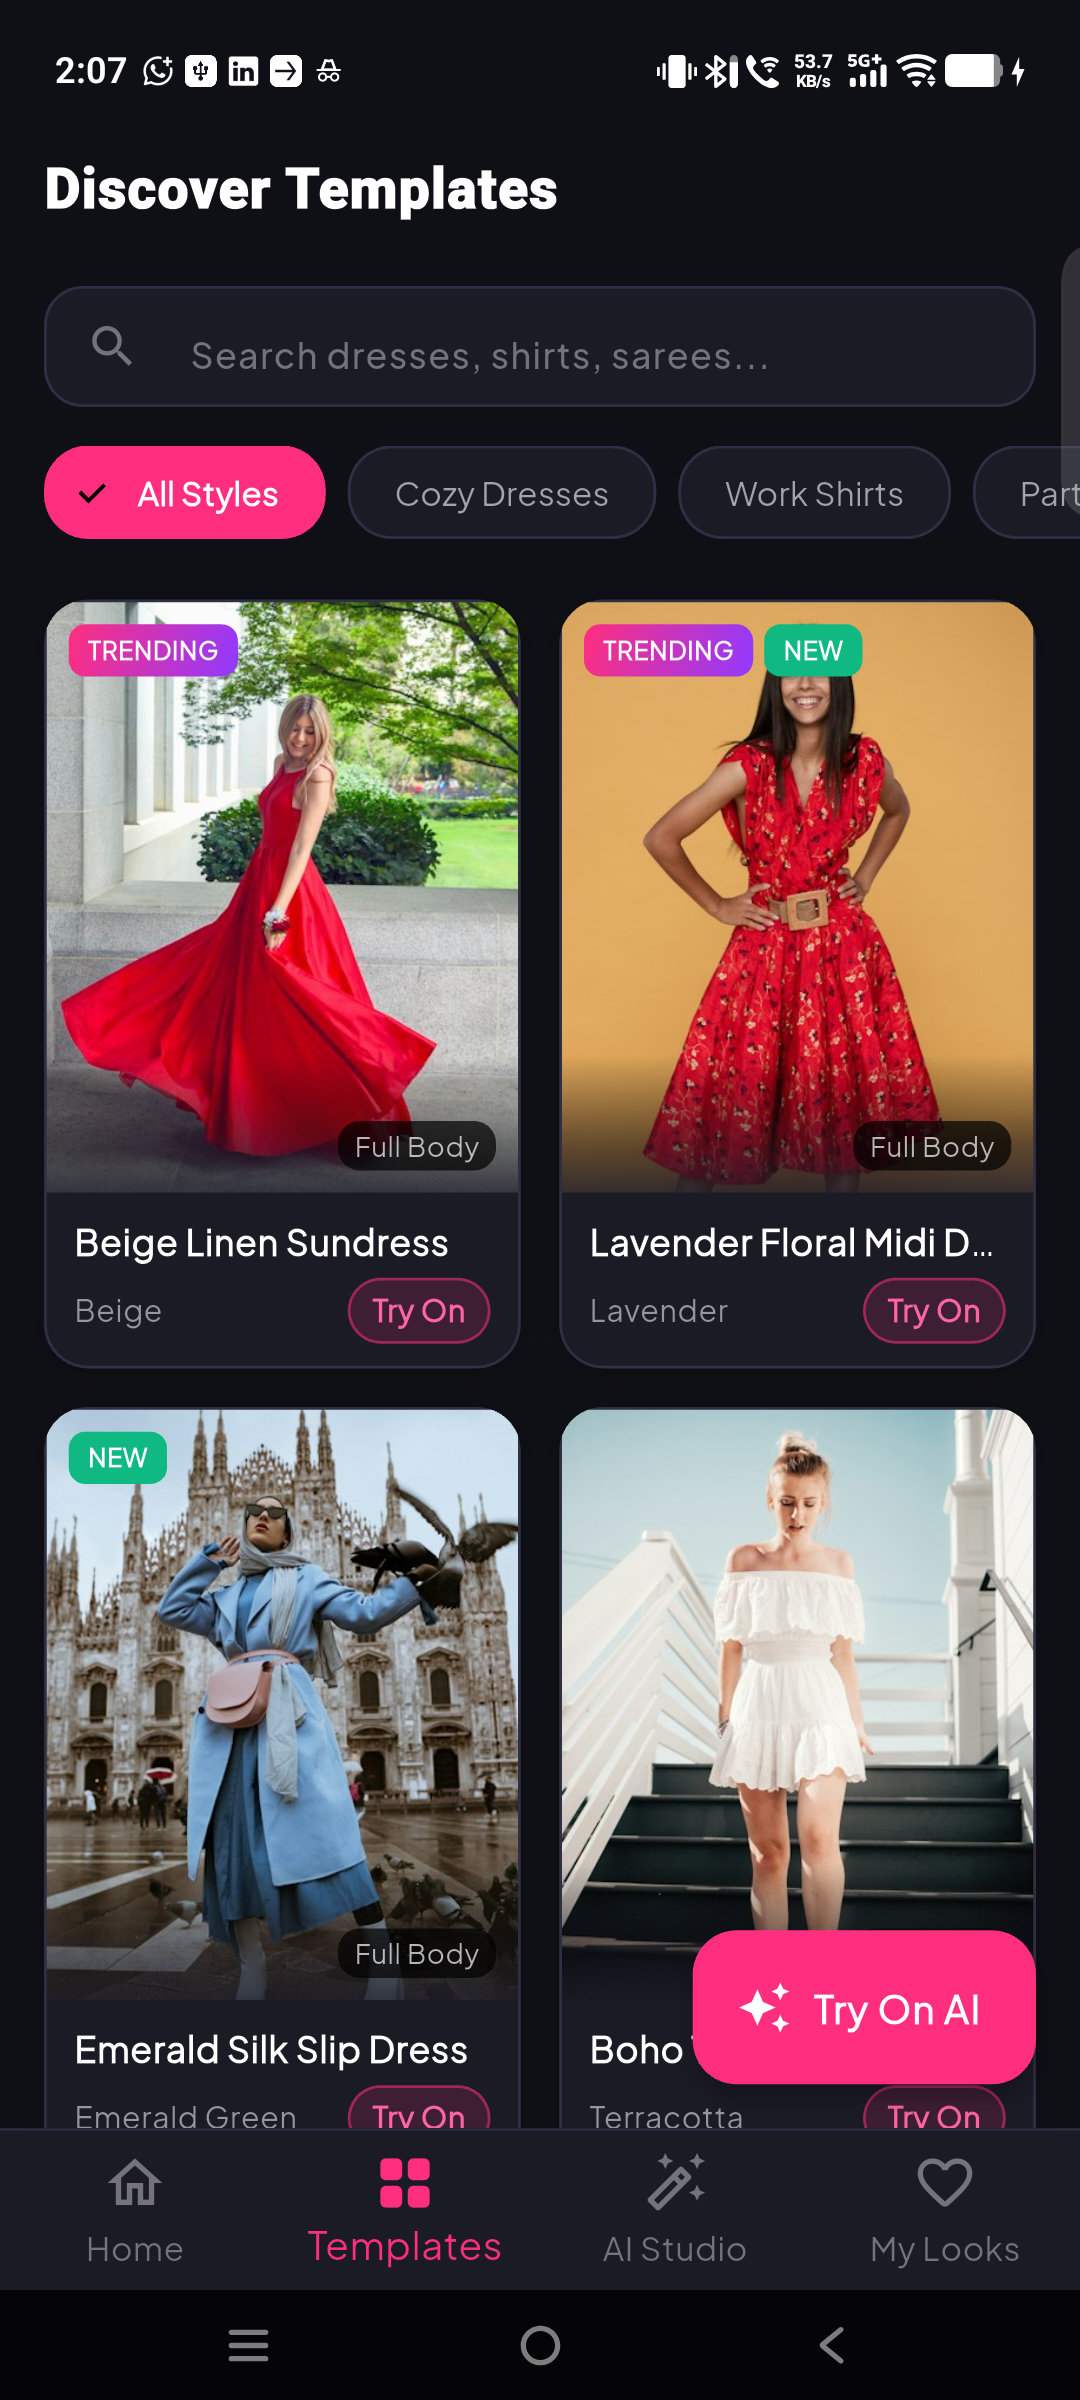 2:07
53.7
KB/s
5G+
Discover Templates
Search dresses, shirts, sarees...
All Styles
Cozy Dresses
Work Shirts
Part
TRENDING
TRENDING
NEW
Full Body
Full Body
Beige Linen Sundress
Lavender Floral Midi D...
Beige
Try On
Lavender
Try On
NEW
Full Body
Try On AI
Emerald Silk Slip Dress
Boho
Emerald Green
Try On
Terracotta
Try On
Home
Templates
AI Studio
My Looks